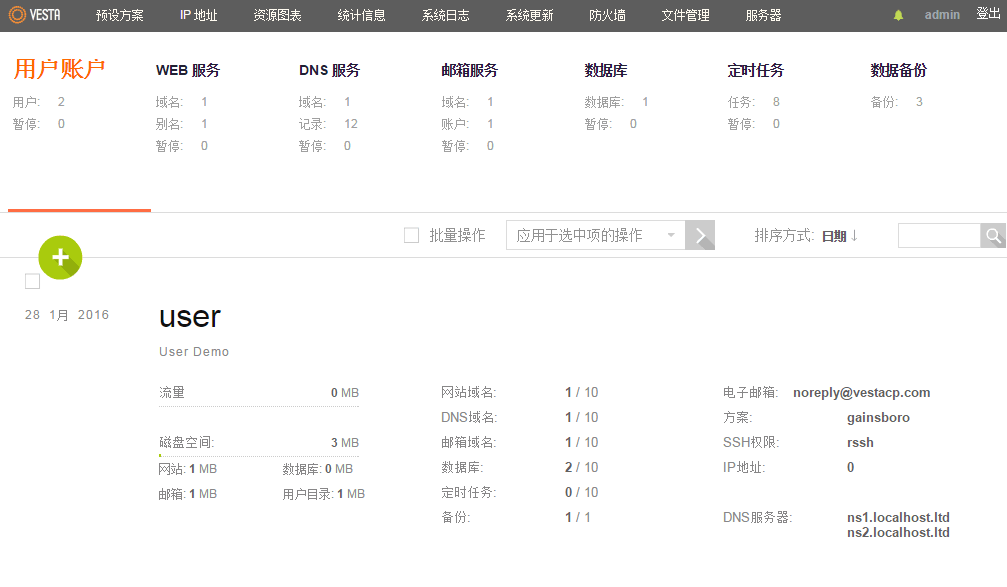 VESTA 预设方案 IP 地址 资源图表 统计信息 系统日志 系统更新 防火墙 文件管理 服务器 admin 登出
用户账户 WEB 服务 DNS 服务 邮箱服务 数据库 定时任务 数据备份
用户: 2 域名: 1 域名: 1 域名: 1 数据库: 1 任务: 8 备份: 3
暂停: 0 别名: 1 记录: 12 账户: 1 暂停: 0 暂停: 0
暂停: 0 暂停: 0 暂停: 0
批量操作 应用于选中项的操作 排序方式: 日期↓
28 1月 2016 user
User Demo
流量 0 MB 网站域名: 1 / 10 电子邮箱: noreply@vestacp.com
DNS域名: 1 / 10 方案: gainsboro
磁盘空间: 3 MB 邮箱域名: 1 / 10 SSH权限: rssh
网站: 1 MB 数据库: 0 MB 数据库: 2 / 10 IP地址: 0
邮箱: 1 MB 用户目录: 1 MB 定时任务: 0 / 10
备份: 1 / 1 DNS服务器: ns1.localhost.ltd
ns2.localhost.ltd